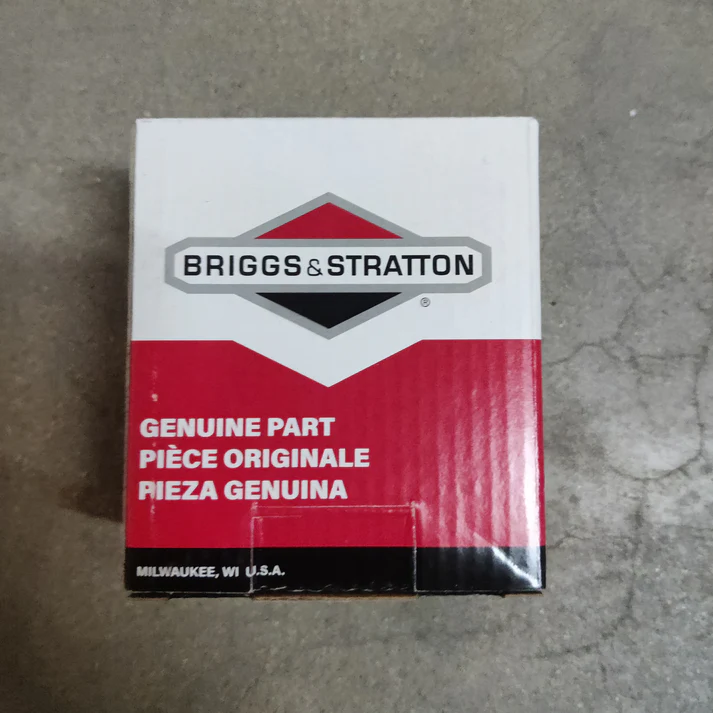 BRIGGS & STRATTON
®
GENUINE PART
PIÈCE ORIGINALE
PIEZA GENUINA
MILWAUKEE, WI U.S.A.